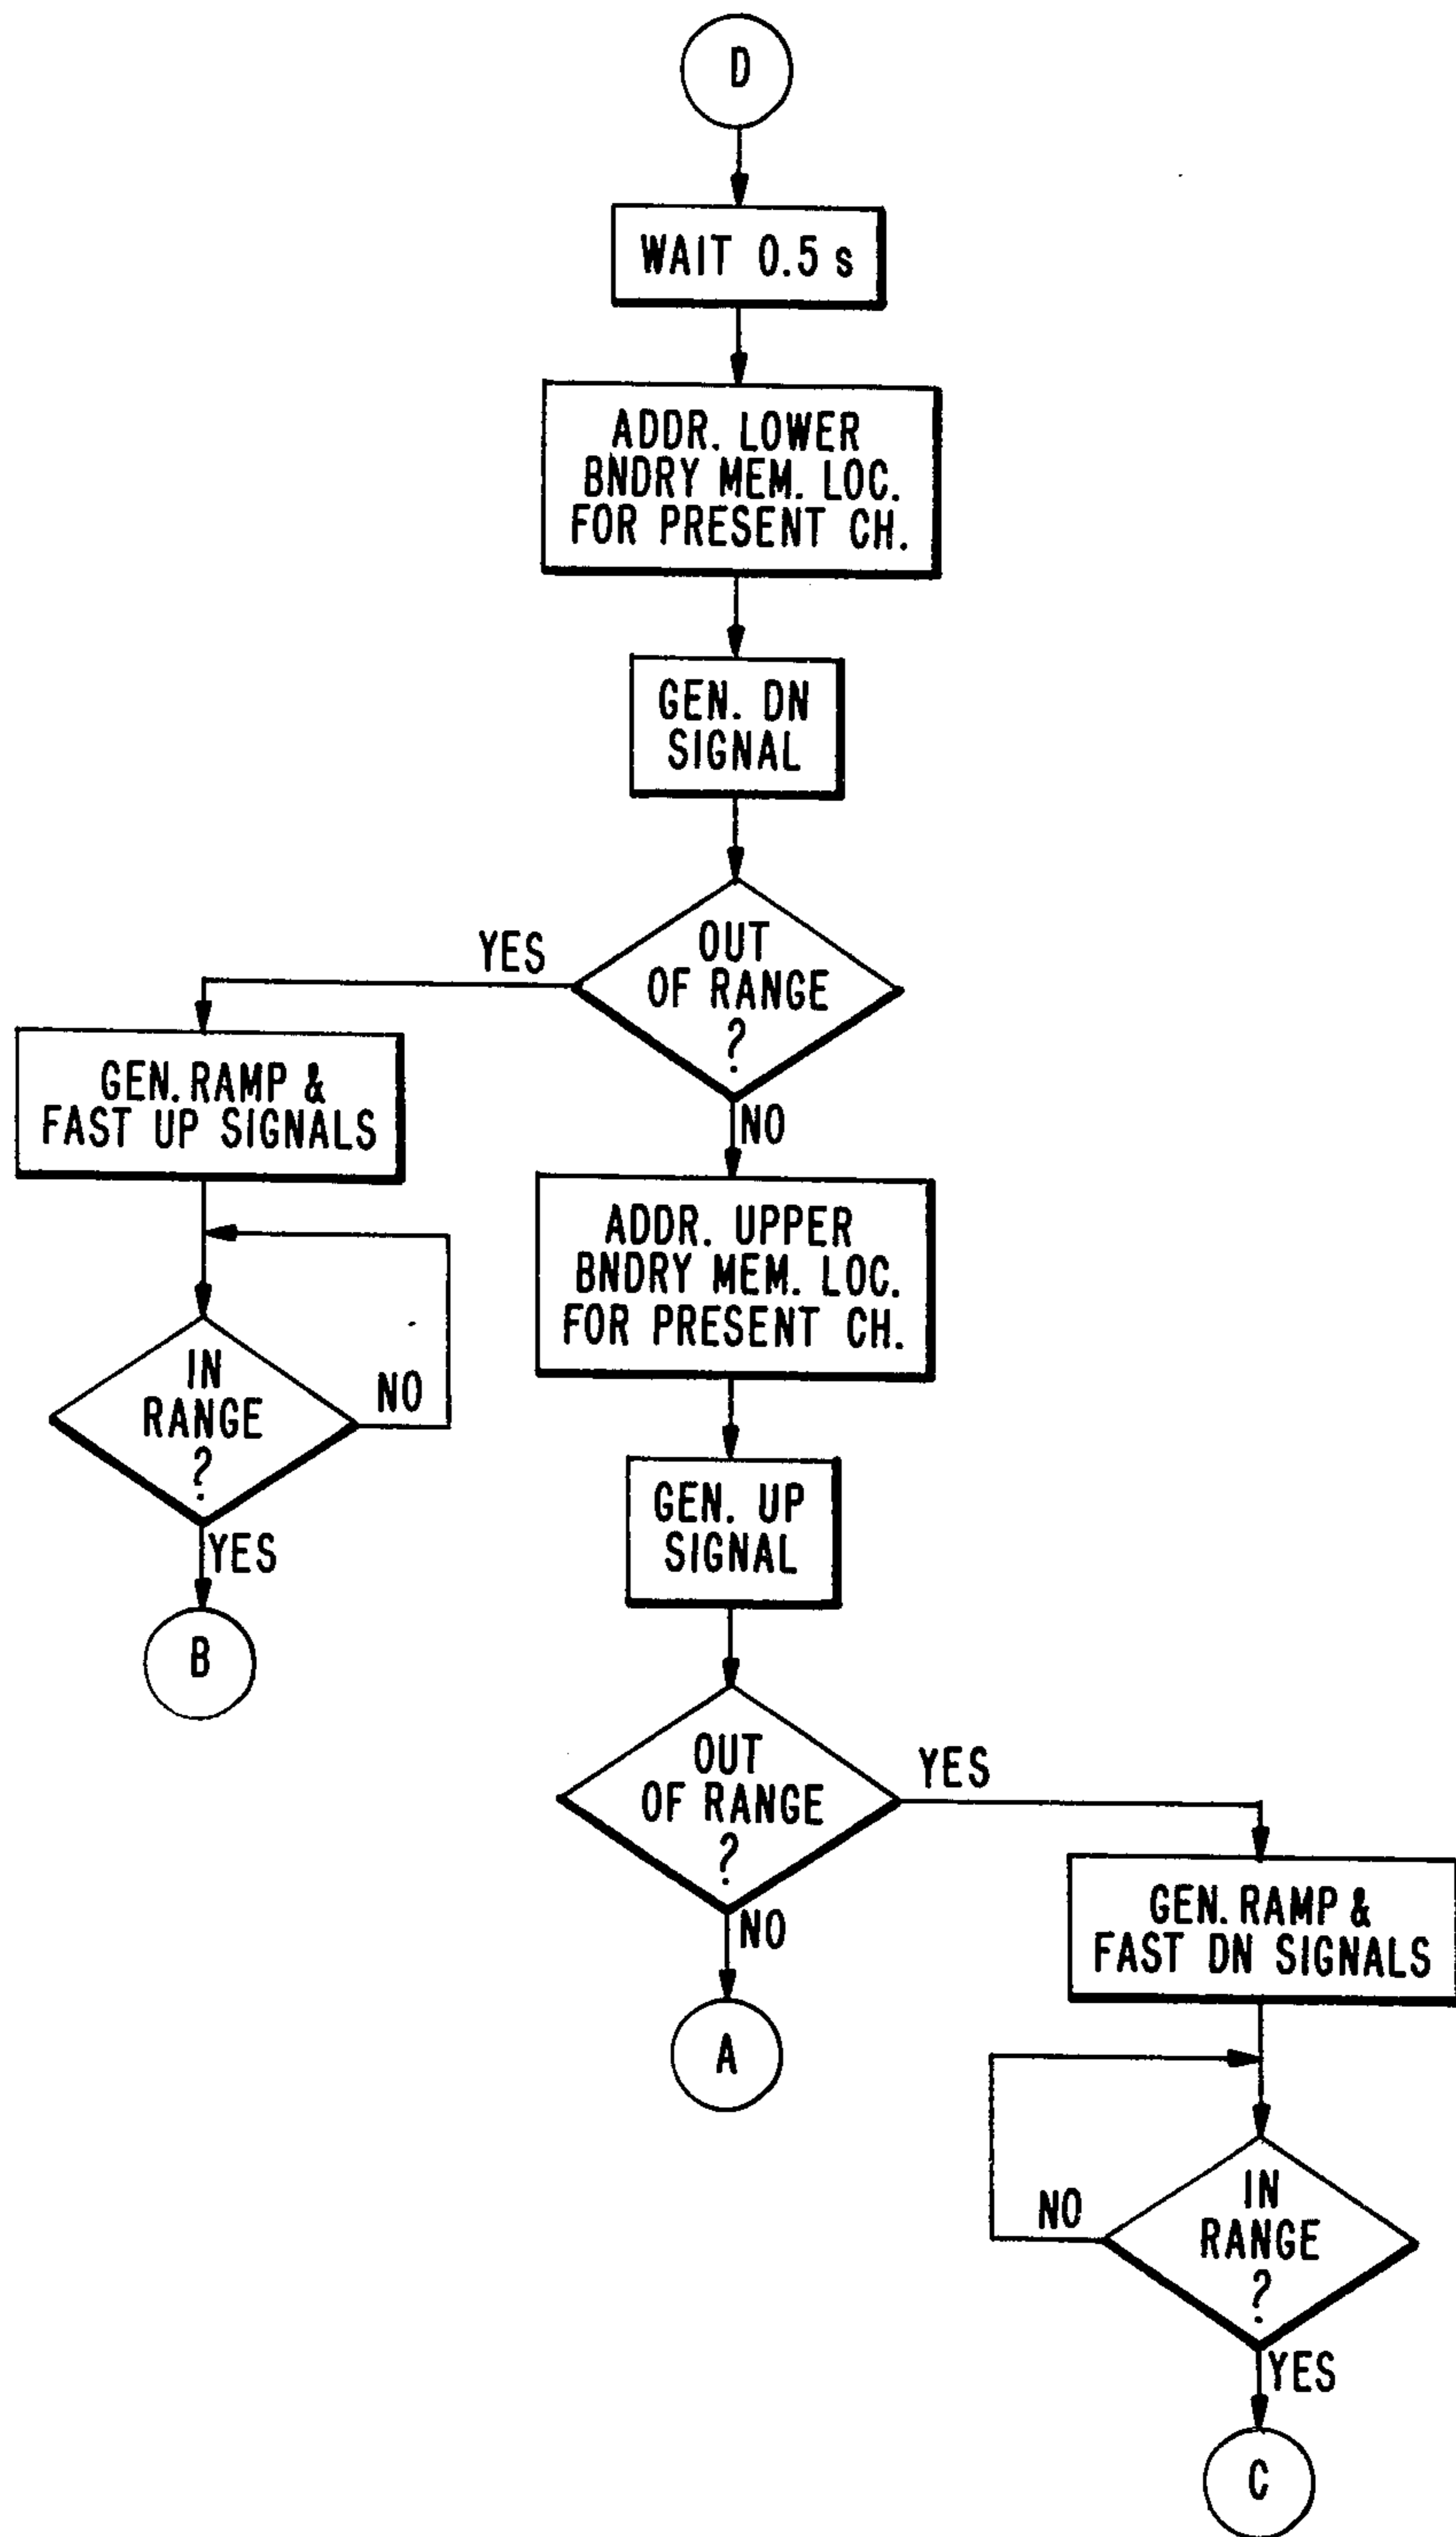 D
WAIT 0.5 s
ADDR. LOWER
BNDRY MEM. LOC.
FOR PRESENT CH.
GEN. DN
SIGNAL
OUT
OF RANGE
?
YES
NO
GEN. RAMP &
FAST UP SIGNALS
IN
RANGE
?
NO
YES
B
ADDR. UPPER
BNDRY MEM. LOC.
FOR PRESENT CH.
GEN. UP
SIGNAL
OUT
OF RANGE
?
YES
NO
A
GEN. RAMP &
FAST DN SIGNALS
IN
RANGE
?
NO
YES
C